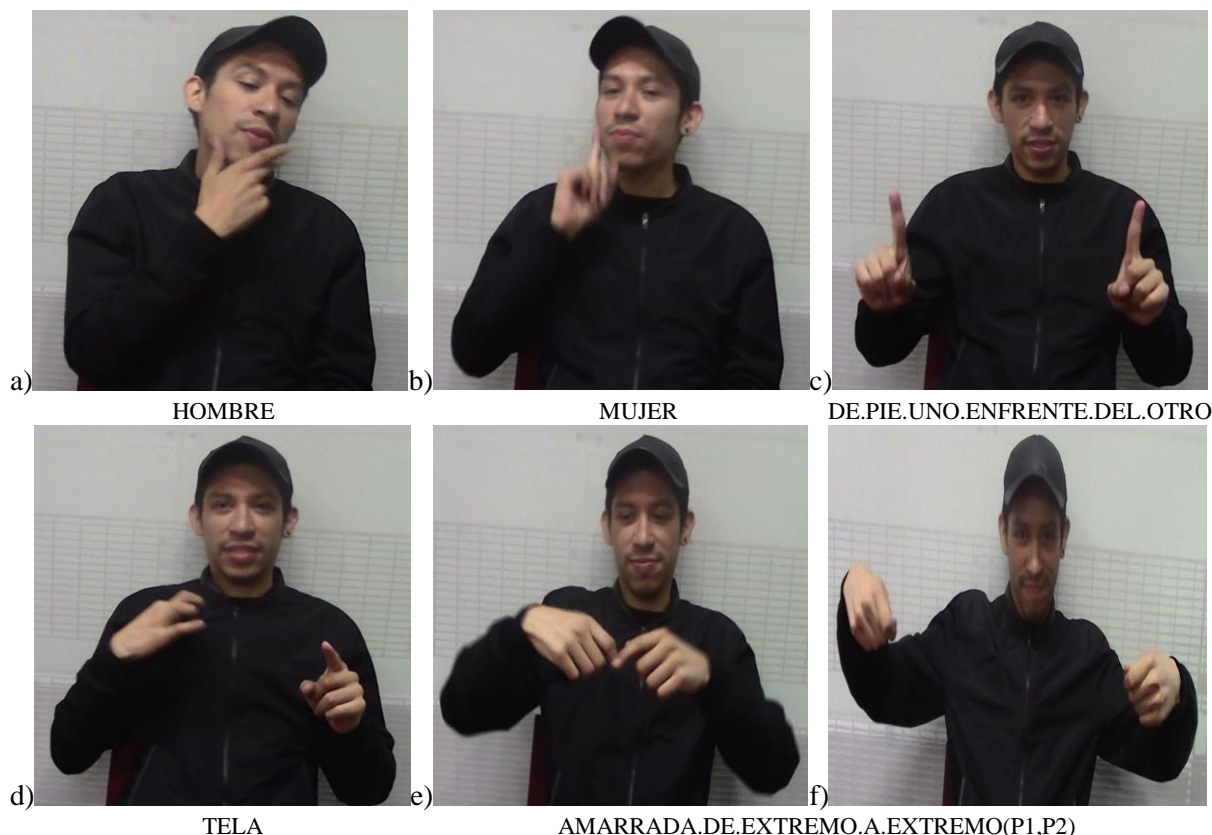 a) b) c)
HOMBRE MUJER DE.PIE.UNO.ENFRENTE.DEL.OTRO
d) e) f)
TELA AMARRADA.DE.EXTREMO.A.EXTREMO(P1,P2)